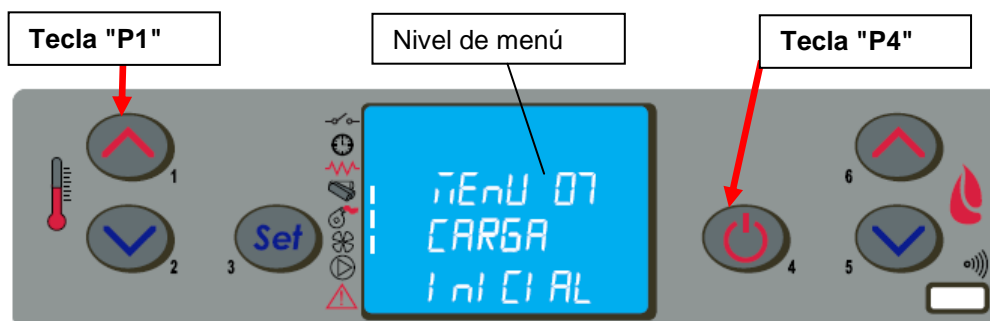 Tecla "P1"
Nivel de menú
Tecla "P4"
1
2
Set
3
MEnU 07
CARGA
InICIAL
4
6
5